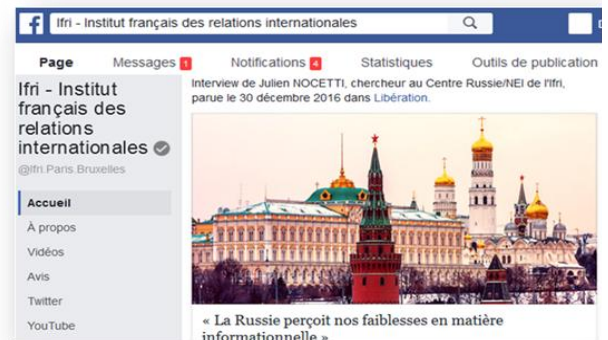 Ifri - Institut français des relations internationales
Page Messages 1 Notifications 4 Statistiques Outils de publication
Ifri - Institut
français des
relations
internationales
@Ifri.Paris.Bruxelles
Accueil
À propos
Vidéos
Avis
Twitter
YouTube
Interview de Julien NOCETTI, chercheur au Centre Russie/NEI de l'Ifri,
parue le 30 décembre 2016 dans Libération.
« La Russie perçoit nos faiblesses en matière
informationnelle »